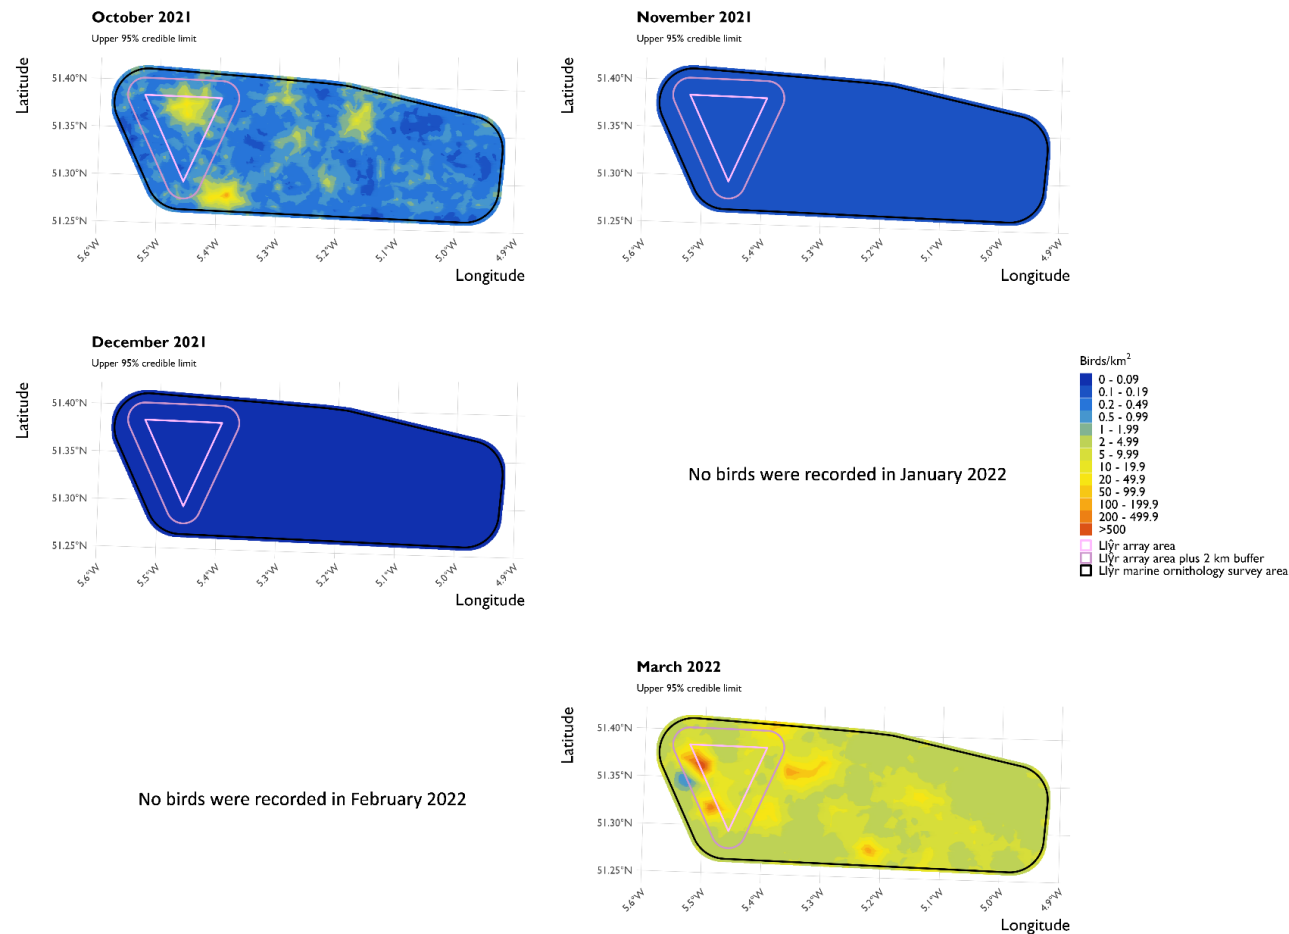 October 2021
Upper 95% credible limit
Latitude
51.40°N
51.35°N
51.30°N
51.25°N
5.6°W
5.5°W
5.4°W
5.3°W
5.2°W
5.1°W
5.0°W
4.9°W
Longitude
November 2021
Upper 95% credible limit
Latitude
51.40°N
51.35°N
51.30°N
51.25°N
5.6°W
5.5°W
5.4°W
5.3°W
5.2°W
5.1°W
5.0°W
4.9°W
Longitude
December 2021
Upper 95% credible limit
Latitude
51.40°N
51.35°N
51.30°N
51.25°N
5.6°W
5.5°W
5.4°W
5.3°W
5.2°W
5.1°W
5.0°W
4.9°W
Longitude
No birds were recorded in January 2022
Birds/km²
0 - 0.09
0.1 - 0.19
0.2 - 0.49
0.5 - 0.99
1 - 1.99
2 - 4.99
5 - 9.99
10 - 19.9
20 - 49.9
50 - 99.9
100 - 199.9
200 - 499.9
>500
Llŷr array area
Llŷr array area plus 2 km buffer
Llŷr marine ornithology survey area
No birds were recorded in February 2022
March 2022
Upper 95% credible limit
Latitude
51.40°N
51.35°N
51.30°N
51.25°N
5.6°W
5.5°W
5.4°W
5.3°W
5.2°W
5.1°W
5.0°W
4.9°W
Longitude